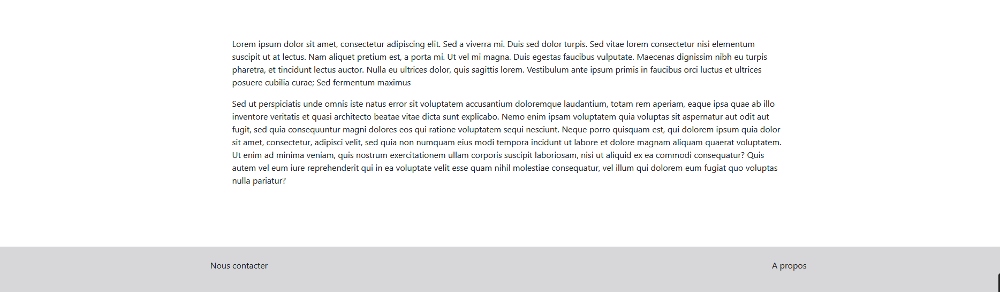 Lorem ipsum dolor sit amet, consectetur adipiscing elit. Sed a viverra mi. Duis sed dolor turpis. Sed vitae lorem consectetur nisi elementum
suscipit ut at lectus. Nam aliquet pretium est, a porta mi. Ut vel mi magna. Duis egestas faucibus vulputate. Maecenas dignissim nibh eu turpis
pharetra, et tincidunt lectus auctor. Nulla eu ultrices dolor, quis sagittis lorem. Vestibulum ante ipsum primis in faucibus orci luctus et ultrices
posuere cubilia curae; Sed fermentum maximus
Sed ut perspiciatis unde omnis iste natus error sit voluptatem accusantium doloremque laudantium, totam rem aperiam, eaque ipsa quae ab illo
inventore veritatis et quasi architecto beatae vitae dicta sunt explicabo. Nemo enim ipsam voluptatem quia voluptas sit aspernatur aut odit aut
fugit, sed quia consequuntur magni dolores eos qui ratione voluptatem sequi nesciunt. Neque porro quisquam est, qui dolorem ipsum quia dolor
sit amet, consectetur, adipisci velit, sed quia non numquam eius modi tempora incidunt ut labore et dolore magnam aliquam quaerat voluptatem.
Ut enim ad minima veniam, quis nostrum exercitationem ullam corporis suscipit laboriosam, nisi ut aliquid ex ea commodi consequatur? Quis
autem vel eum iure reprehenderit qui in ea voluptate velit esse quam nihil molestiae consequatur, vel illum qui dolorem eum fugiat quo voluptas
nulla pariatur?
Nous contacter
A propos